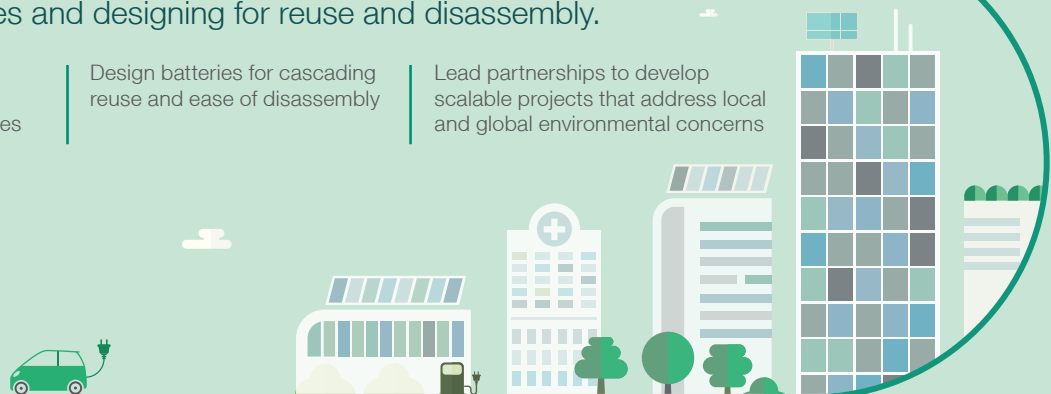 es and designing for reuse and disassembly.
Design batteries for cascading
reuse and ease of disassembly
es
Lead partnerships to develop
scalable projects that address local
and global environmental concerns